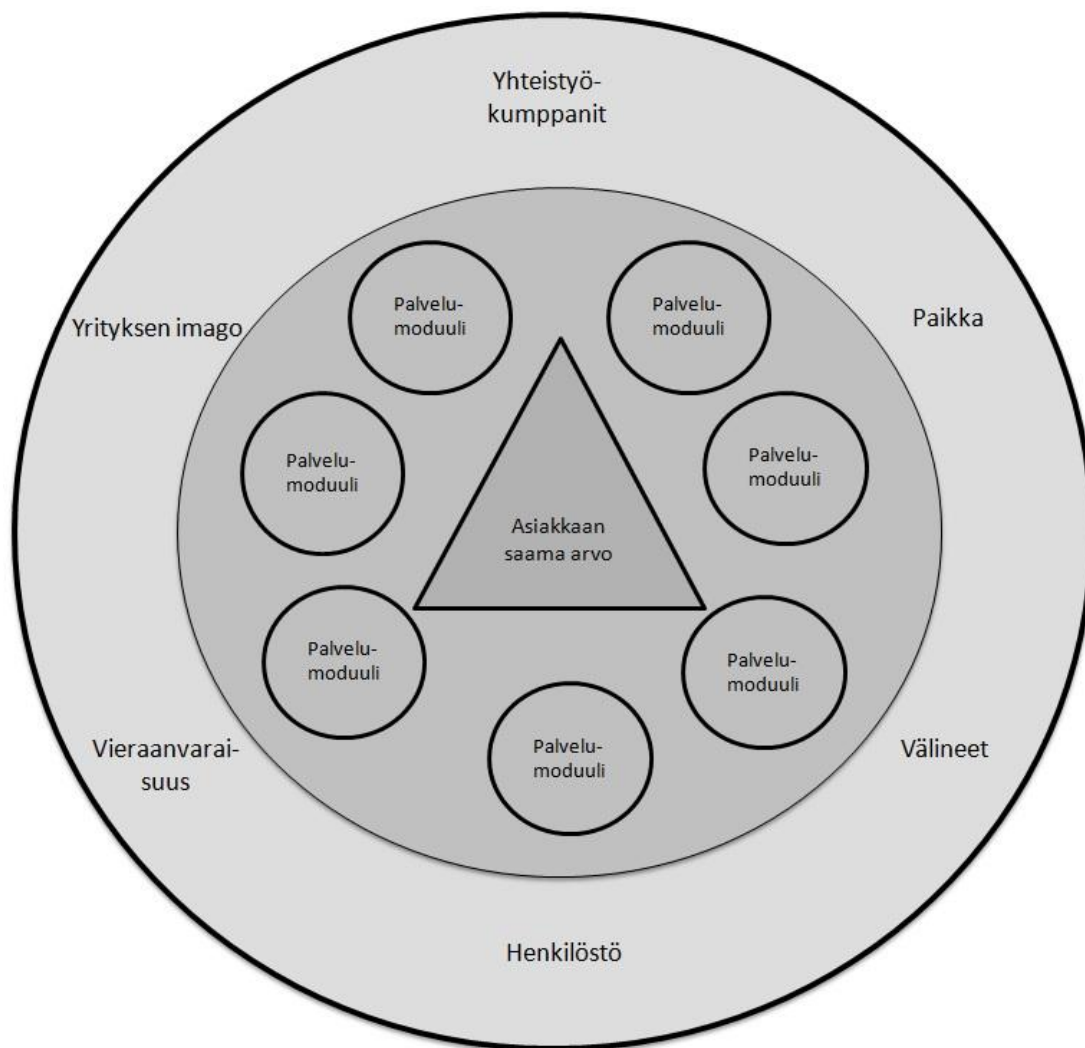 Yhteistyö-
kumppanit
Yrityksen imago
Paikka
Palvelu-
moduuli
Palvelu-
moduuli
Palvelu-
moduuli
Palvelu-
moduuli
Asiakkaan
saama arvo
Palvelu-
moduuli
Palvelu-
moduuli
Palvelu-
moduuli
Vieraanvarai-
suus
Välineet
Henkilöstö